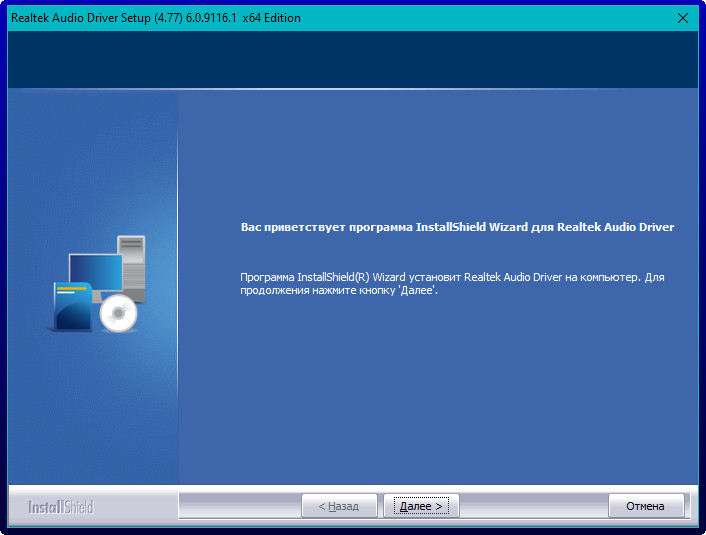 Realtek Audio Driver Setup (4.77) 6.0.9116.1 x64 Edition
Вас приветствует программа InstallShield Wizard для Realtek Audio Driver
Программа InstallShield(R) Wizard установит Realtek Audio Driver на компьютер. Для
продолжения нажмите кнопку 'Далее'.
InstallShield
< Назад
Далее >
Отмена